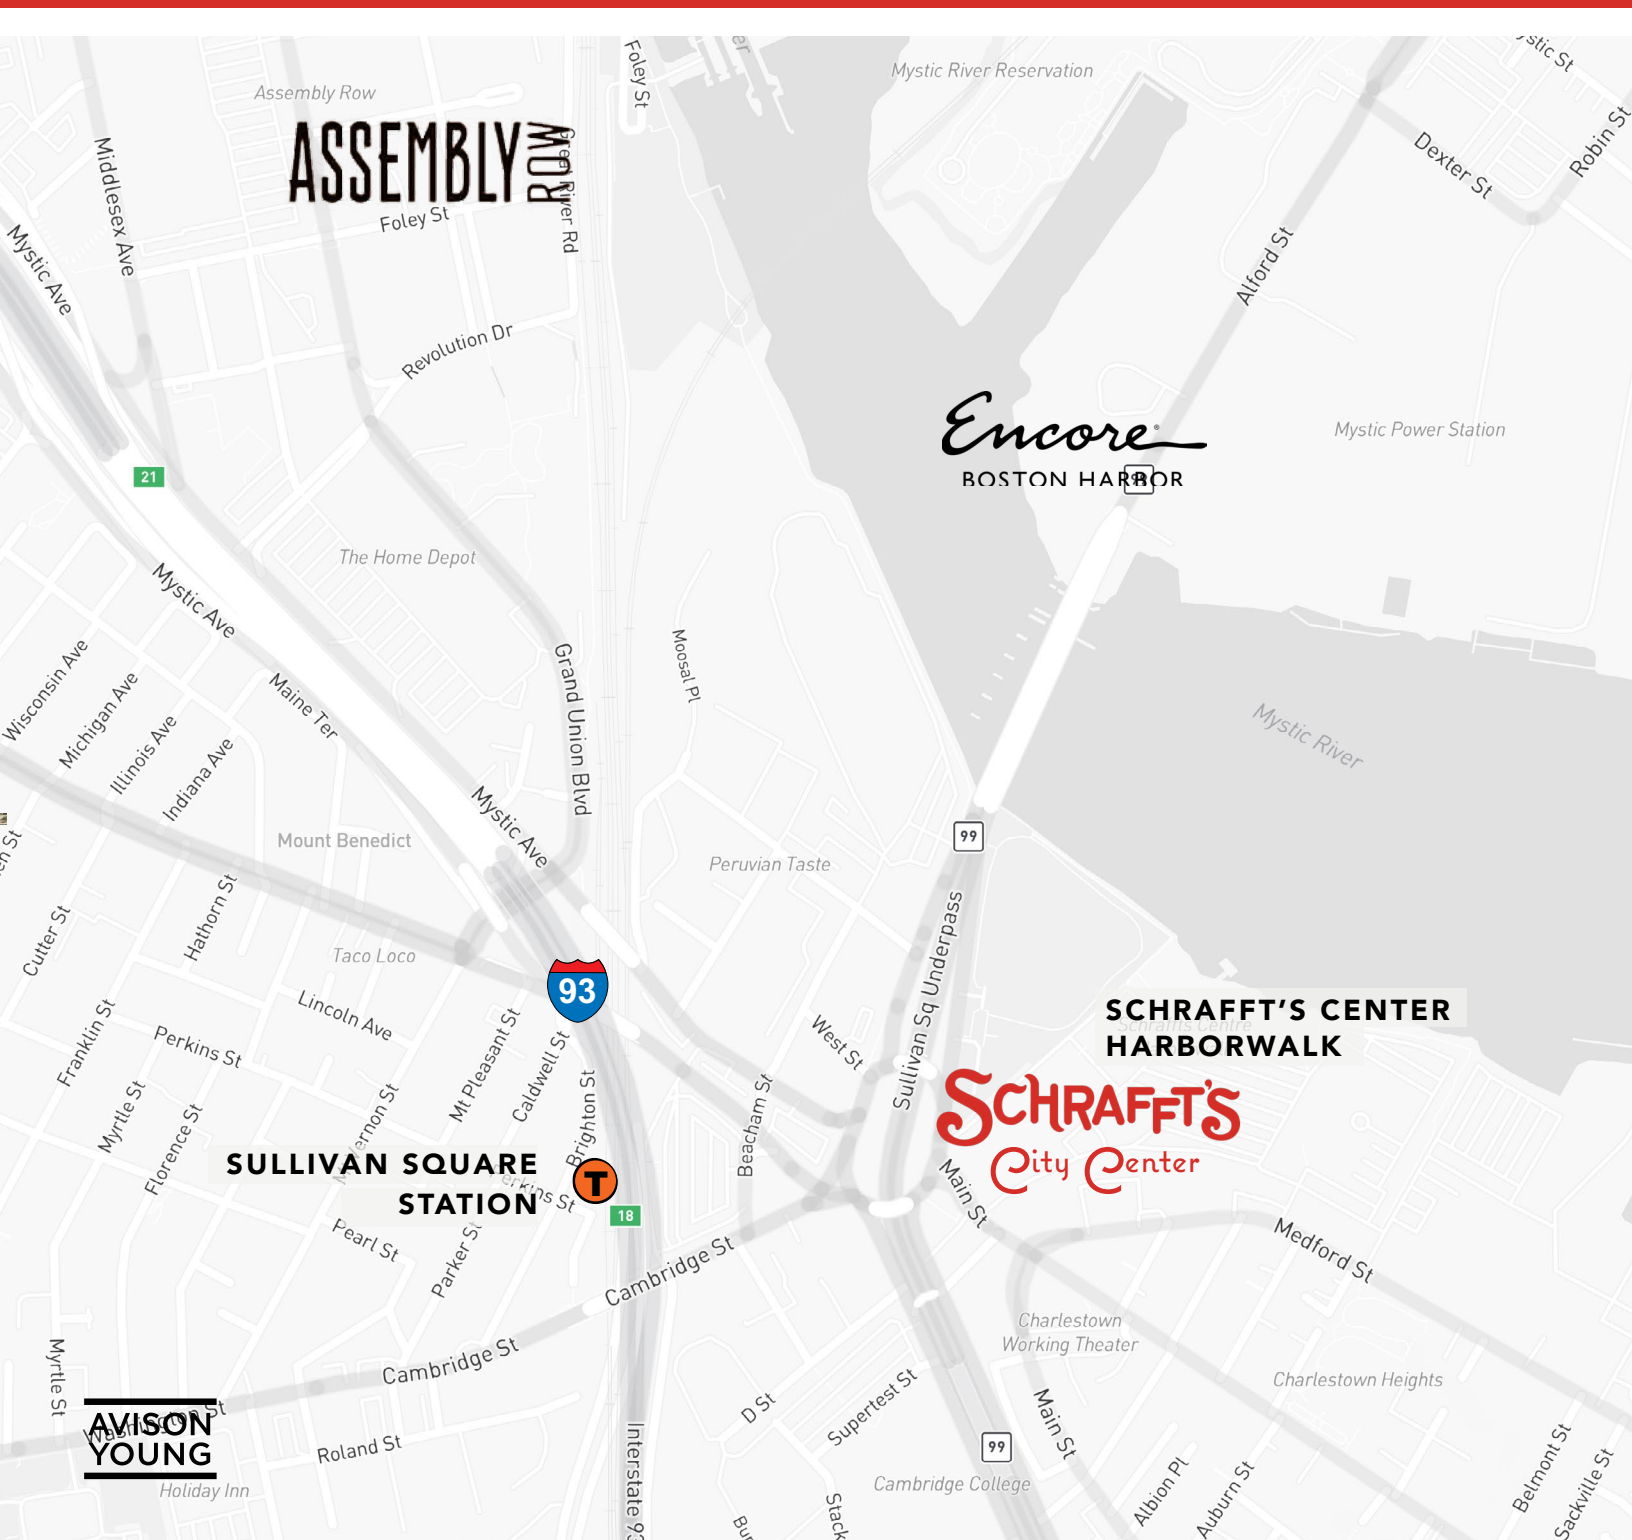 Mystic River Reservation
Assembly Row
Foley St
ASSEMBLY
ROW
River Rd
Foley St
Middlesex Ave
Mystic Ave
Revolution Dr
Dexter St
Robin St
Alford St
Encore
BOSTON HARBOR
Mystic Power Station
21
The Home Depot
Mystic Ave
Wisconsin Ave
Michigan Ave
Illinois Ave
Indiana Ave
Maine Ter
Grand Union Blvd
Moosal Pl
Mystic River
Mystic Ave
99
Mount Benedict
Peruvian Taste
Hathorn St
Cutter St
Taco Loco
93
Sullivan Sq Underpass
Franklin St
Lincoln Ave
Perkins St
Mt Pleasant St
Caldwell St
West St
SCHRAFFT'S CENTER
HARBORWALK
Schraffts Centre
SCHRAFFT'S
City Center
Myrtle St
Florence St
Brighton St
Beacham St
SULLIVAN SQUARE
STATION
T
18
Main St
Pearl St
Parker St
Cambridge St
Medford St
Charlestown
Working Theater
Charlestown Heights
Cambridge St
Myrtle St
AVISON
YOUNG
Washington St
Roland St
Holiday Inn
Interstate 93
D St
Supertest St
99
Main St
Cambridge College
Albion Pl
Auburn St
Belmont St
Sackville St